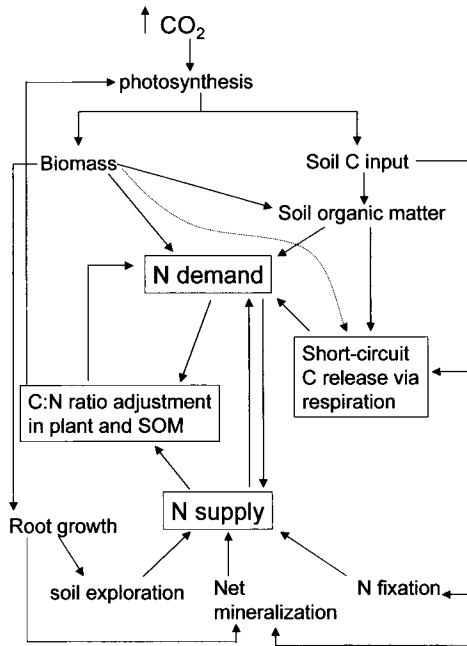 ↑ CO₂
photosynthesis
Biomass
Soil C input
Soil organic matter
N demand
Short-circuit
C release via
respiration
C:N ratio adjustment
in plant and SOM
N supply
Root growth
soil exploration
Net
mineralization
N fixation